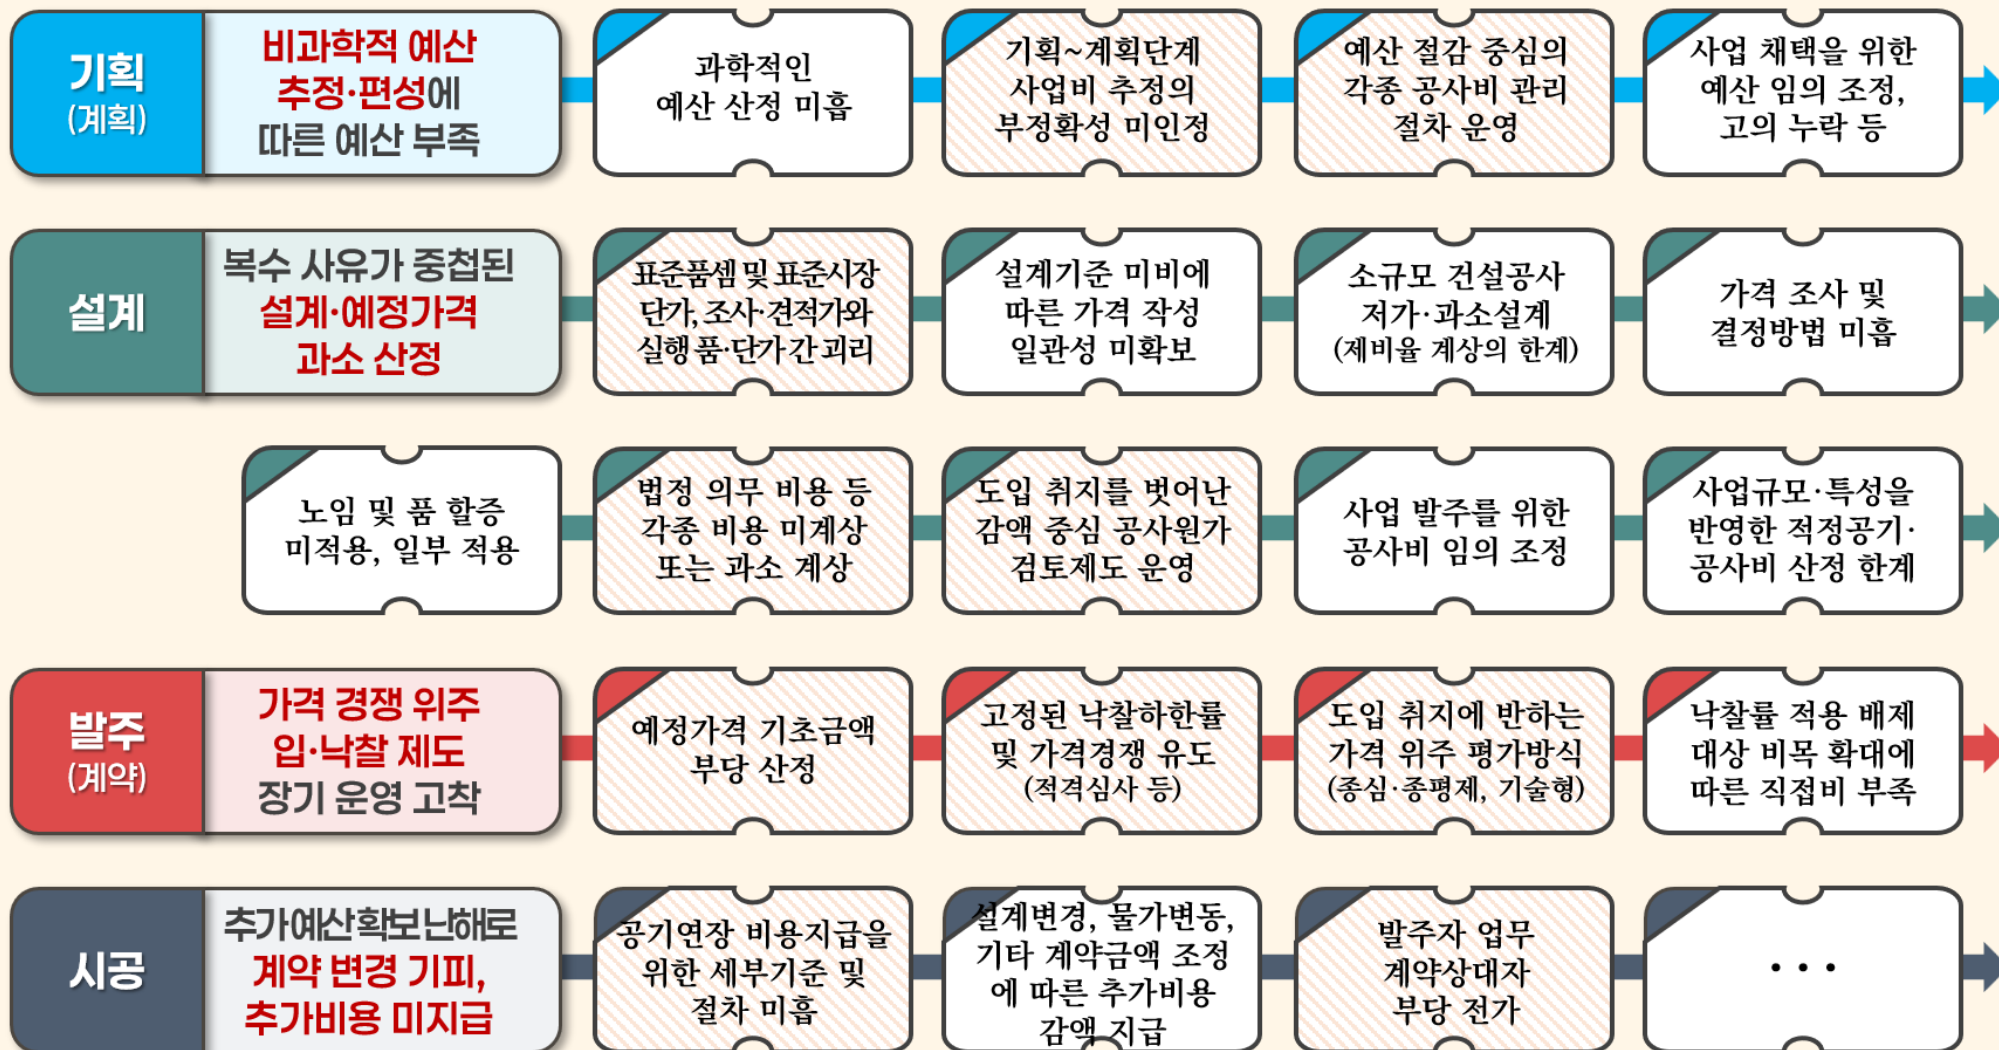 기획
(계획)
비과학적 예산
추정·편성에
따른 예산 부족
과학적인
예산 산정 미흡
기획~계획단계
사업비 추정의
부정확성 미인정
예산 절감 중심의
각종 공사비 관리
절차 운영
사업 채택을 위한
예산 임의 조정,
고의 누락 등
설계
복수 사유가 중첩된
설계·예정가격
과소 산정
표준품셈 및 표준시장
단가, 조사·견적가와
실행 품·단가 간 괴리
설계기준 미비에
따른 가격 작성
일관성 미확보
소규모 건설공사
저가·과소설계
(제비율 계상의 한계)
가격 조사 및
결정방법 미흡
노임 및 품 할증
미적용, 일부 적용
법정 의무 비용 등
각종 비용 미계상
또는 과소 계상
도입 취지를 벗어난
감액 중심 공사원가
검토제도 운영
사업 발주를 위한
공사비 임의 조정
사업규모·특성을
반영한 적정공기·
공사비 산정 한계
발주
(계약)
가격 경쟁 위주
입·낙찰 제도
장기 운영 고착
예정가격 기초금액
부당 산정
고정된 낙찰하한률
및 가격경쟁 유도
(적격심사 등)
도입 취지에 반하는
가격 위주 평가방식
(종심·종평제, 기술형)
낙찰률 적용 배제
대상 비목 확대에
따른 직접비 부족
시공
추가예산 확보 난해로
계약 변경 기피,
추가비용 미지급
공기연장 비용지급을
위한 세부기준 및
절차 미흡
설계변경, 물가변동,
기타 계약금액 조정
에 따른 추가비용
감액 지급
발주자 업무
계약상대자
부당 전가
• • •